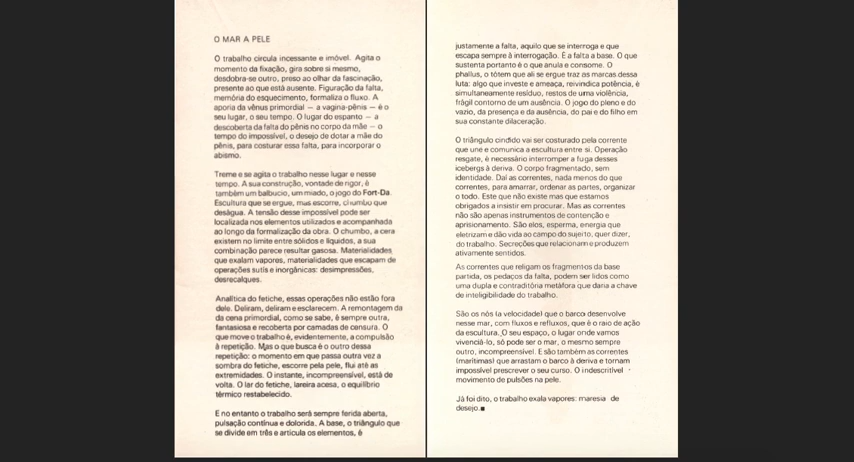 O MAR A PELE
O trabalho circula incessante e imóvel. Agita o
momento da fixação, gira sobre si mesmo,
desdobra-se outro, preso ao olhar da fascinação,
presente ao que está ausente. Figuração da falta,
memória do esquecimento, formaliza o fluxo. A
aporia da vênus primordial — a vagina-pênis — é o
seu lugar, o seu tempo. O lugar do espanto — a
descoberta da falta do pênis no corpo da mãe — o
tempo do impossível, o desejo de dotar a mãe do
pênis, para costurar essa falta, para incorporar o
abismo.
Treme e se agita o trabalho nesse lugar e nesse
tempo. A sua construção, vontade de rigor, é
também um balbucio, um miado, o jogo do Fort-Da.
Escultura que se ergue, mas escorre, chumbo que
deságua. A tensão desse impossível pode ser
localizada nos elementos utilizados e acompanhada
ao longo da formalização da obra. O chumbo, a cera
existem no limite entre sólidos e líquidos, a sua
combinação parece resultar gasosa. Materialidades
que exalam vapores, materialidades que escapam de
operações sutis e inorgânicas: desimpressões,
desrecalques.
Analítica do fetiche, essas operações não estão fora
dele. Deliram, deliram e esclarecem. A remontagem da
da cena primordial, como se sabe, é sempre outra,
fantasiosa e recoberta por camadas de censura. O
que move o trabalho é, evidentemente, a compulsão
à repetição. Mas o que busca é o outro dessa
repetição: o momento em que passa outra vez a
sombra do fetiche, escorre pela pele, flui até as
extremidades. O instante, incompreensível, está de
volta. O lar do fetiche, lareira acesa, o equilíbrio
térmico restabelecido.
E no entanto o trabalho será sempre ferida aberta,
pulsação contínua e dolorida. A base, o triângulo que
se divide em três e articula os elementos, é
justamente a falta, aquilo que se interroga e que
escapa sempre à interrogação. É a falta a base. O que
sustenta portanto é o que anula e consome. O
phallus, o tótem que ali se ergue traz as marcas dessa
luta: algo que investe e ameaça, reivindica potência, é
simultaneamente resíduo, restos de uma violência,
frágil contorno de um ausência. O jogo do pleno e do
vazio, da presença e da ausência, do pai e do filho em
sua constante dilaceração.
O triângulo cindido vai ser costurado pela corrente
que une e comunica a escultura entre si. Operação
resgate, é necessário interromper a fuga desses
icebergs à deriva. O corpo fragmentado, sem
identidade. Daí as correntes, nada menos do que
correntes, para amarrar, ordenar as partes, organizar
o todo. Este que não existe mas que estamos
obrigados a insistir em procurar. Mas as correntes
não são apenas instrumentos de contenção e
aprisionamento. São elos, esperma, energia que
eletrizam e dão vida ao campo do sujeito, quer dizer,
do trabalho. Secreções que relacionam e produzem
ativamente sentidos.
As correntes que religam os fragmentos da base
partida, os pedaços da falta, podem ser lidos como
uma dupla e contraditória metáfora que daria a chave
de inteligibilidade do trabalho.
São os nós (a velocidade) que o barco desenvolve
nesse mar, com fluxos e refluxos, que é o raio de ação
da escultura. O seu espaço, o lugar onde vamos
vivenciá-lo, só pode ser o mar, o mesmo sempre
outro, incompreensível. E são também as correntes
(marítimas) que arrastam o barco à deriva e tornam
impossível prescrever o seu curso. O indescritível
movimento de pulsões na pele.
Já foi dito, o trabalho exala vapores: maresia de
desejo.■